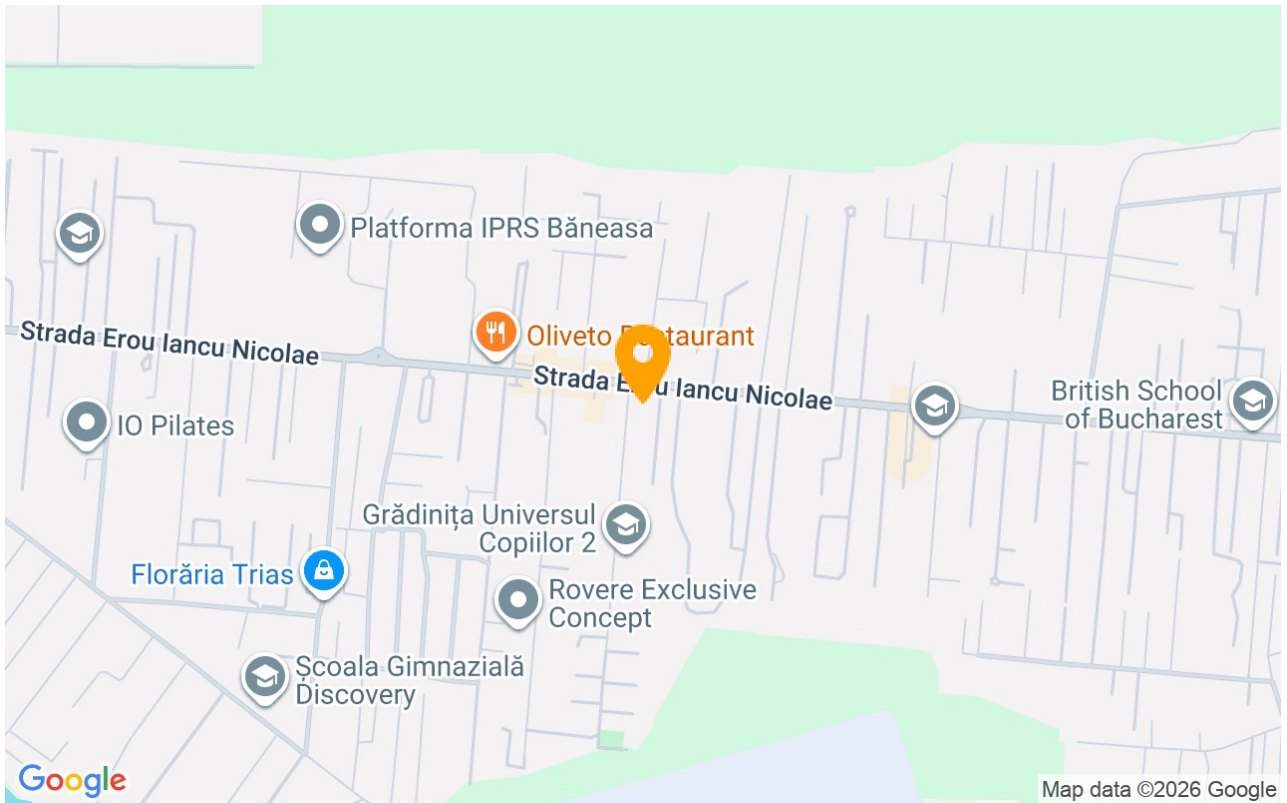 Platforma IPRS Băneasa
Strada Erou Iancu Nicolae
Oliveto Restaurant
Strada Erou Iancu Nicolae
IO Pilates
British School
of Bucharest
Grădinița Universul
Copiilor 2
Florăria Trias
Rovere Exclusive
Concept
Școala Gimnazială
Discovery
Google
Map data ©2026 Google